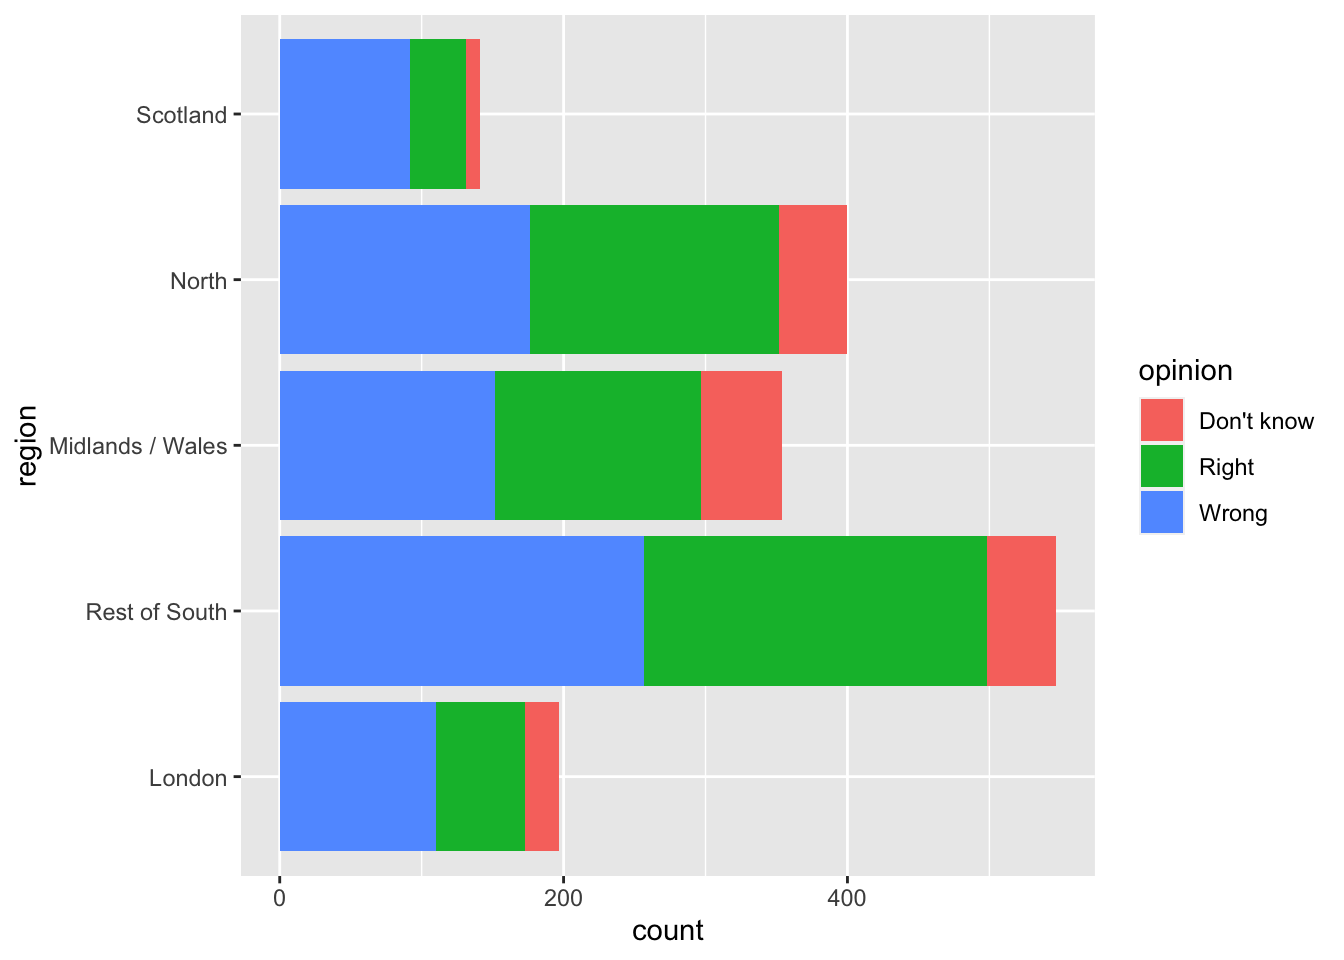 Scotland
North
Midlands / Wales
Rest of South
London
region
0 200 400
count
opinion
Don't know
Right
Wrong